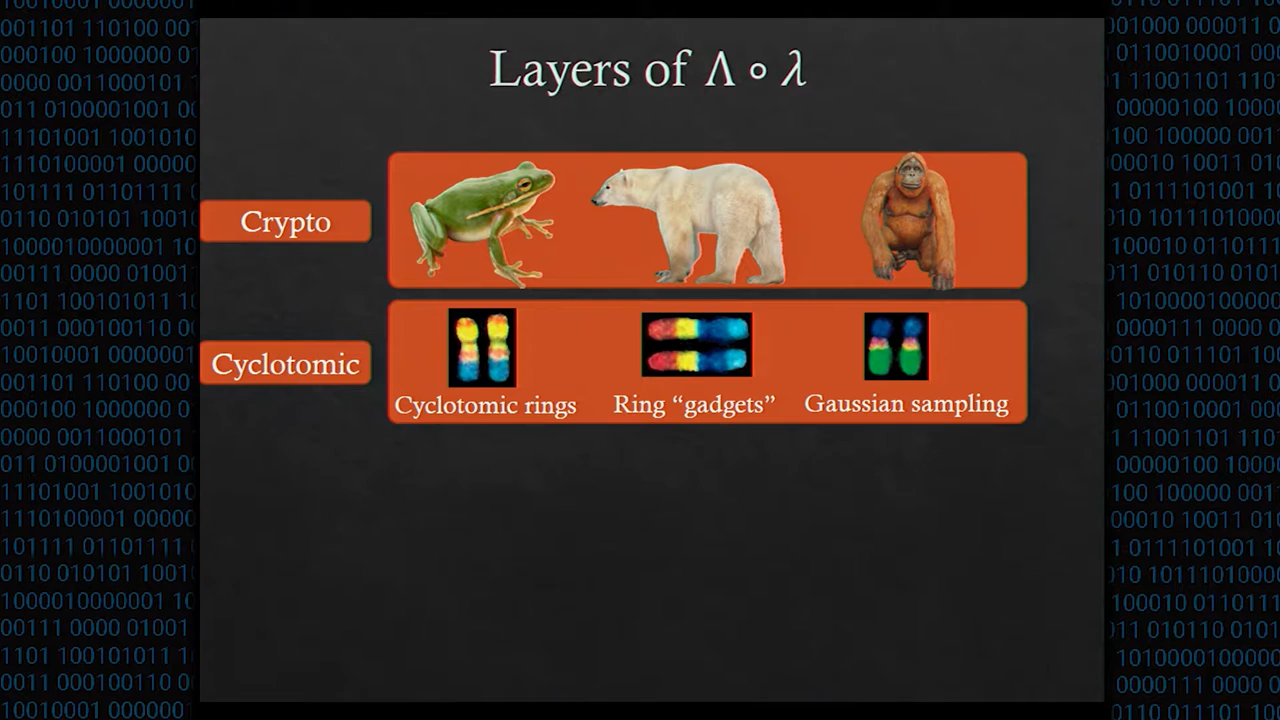 Layers of Λ ∘ λ
Crypto
Cyclotomic
Cyclotomic rings
Ring “gadgets”
Gaussian sampling